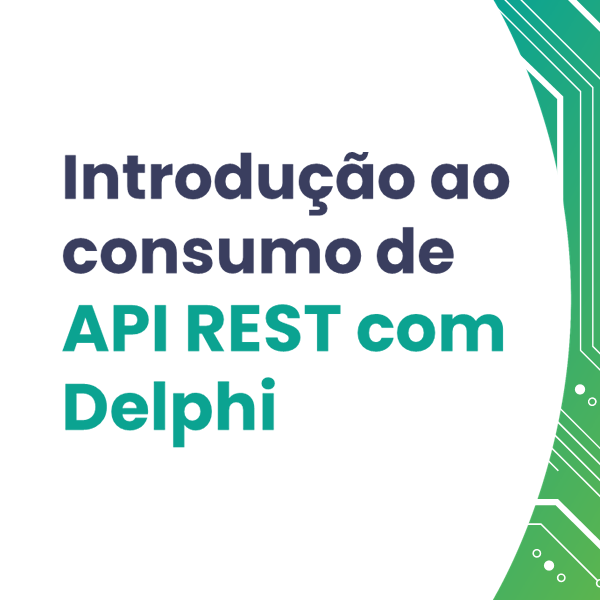 Introdução ao
consumo de
API REST com
Delphi